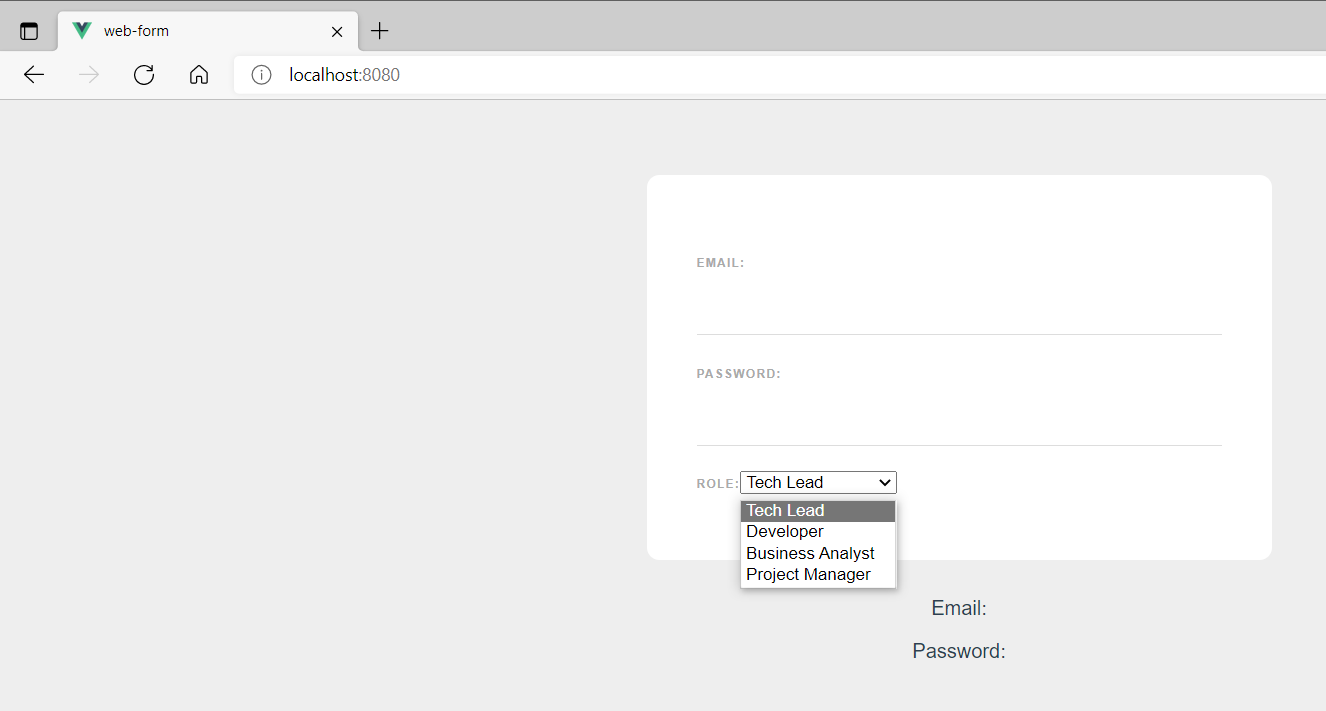 web-form
localhost:8080
EMAIL:
PASSWORD:
ROLE: Tech Lead
Tech Lead
Developer
Business Analyst
Project Manager
Email:
Password: